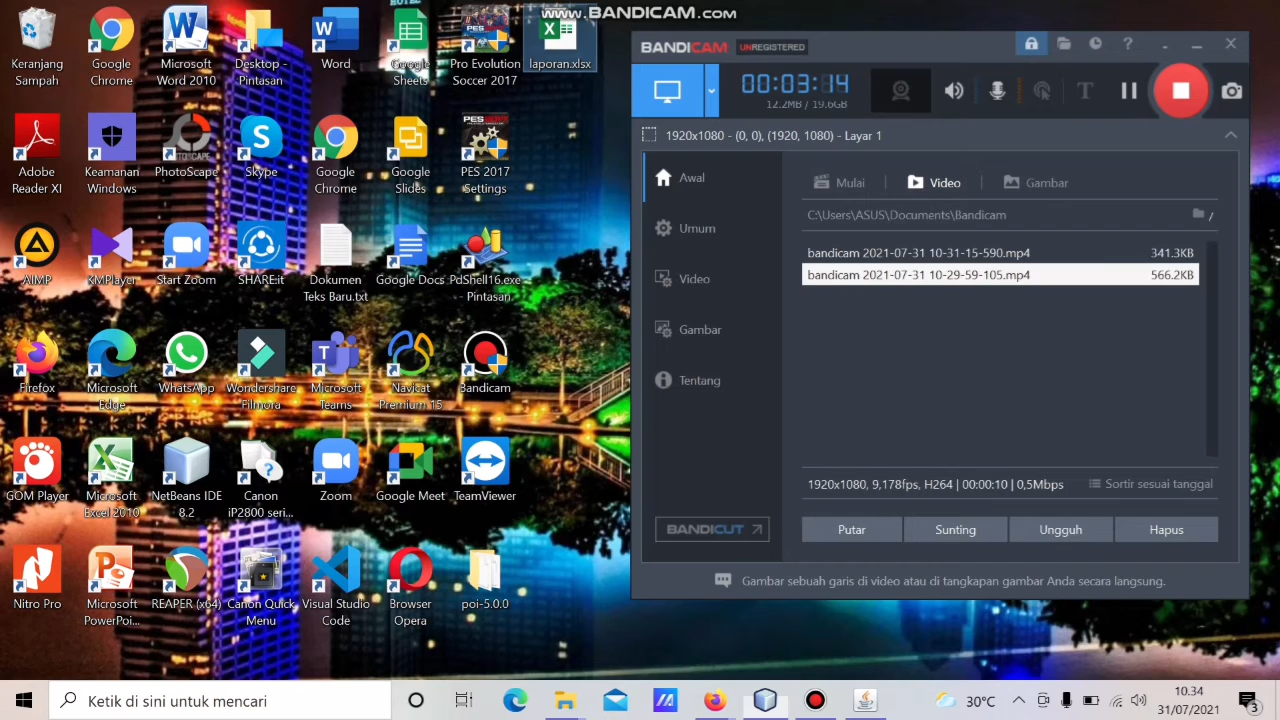 www.BANDICAM.com
Keranjang
Sampah
Google
Chrome
Microsoft
Word 2010
Desktop -
Pintasan
Word
Google
Sheets
Pro Evolution
Soccer 2017
laporan.xlsx
Adobe
Reader XI
Keamanan
Windows
PhotoScape
Skype
Google
Chrome
Google
Slides
PES 2017
Settings
AIMP
KMPlayer
Start Zoom
SHARE.it
Dokumen
Teks Baru.txt
Google Docs
PdShell16.exe
- Pintasan
Firefox
Microsoft
Edge
WhatsApp
Wondershare
Filmora
Microsoft
Teams
Navicat
Premium 15
Bandicam
GOM Player
Microsoft
Excel 2010
NetBeans IDE
8.2
Canon
iP2800 seri...
Zoom
Google Meet
TeamViewer
Nitro Pro
Microsoft
PowerPoi...
REAPER (x64)
Canon Quick
Menu
Visual Studio
Code
Browser
Opera
poi-5.0.0
BANDICAM UNREGISTERED
00:03:14
12.2MB / 19.6GB
1920x1080 - (0, 0), (1920, 1080) - Layar 1
Awal
Umum
Video
Gambar
Tentang
BANDICUT
Mulai Video Gambar
C:\Users\ASUS\Documents\Bandicam
bandicam 2021-07-31 10-31-15-590.mp4 341.3KB
bandicam 2021-07-31 10-29-59-105.mp4 566.2KB
1920x1080, 9,178fps, H264 | 00:00:10 | 0,5Mbps Sortir sesuai tanggal
Putar Sunting Ungguh Hapus
Gambar sebuah garis di video atau di tangkapan gambar Anda secara langsung.
Ketik di sini untuk mencari
30°C
10.34
31/07/2021
3